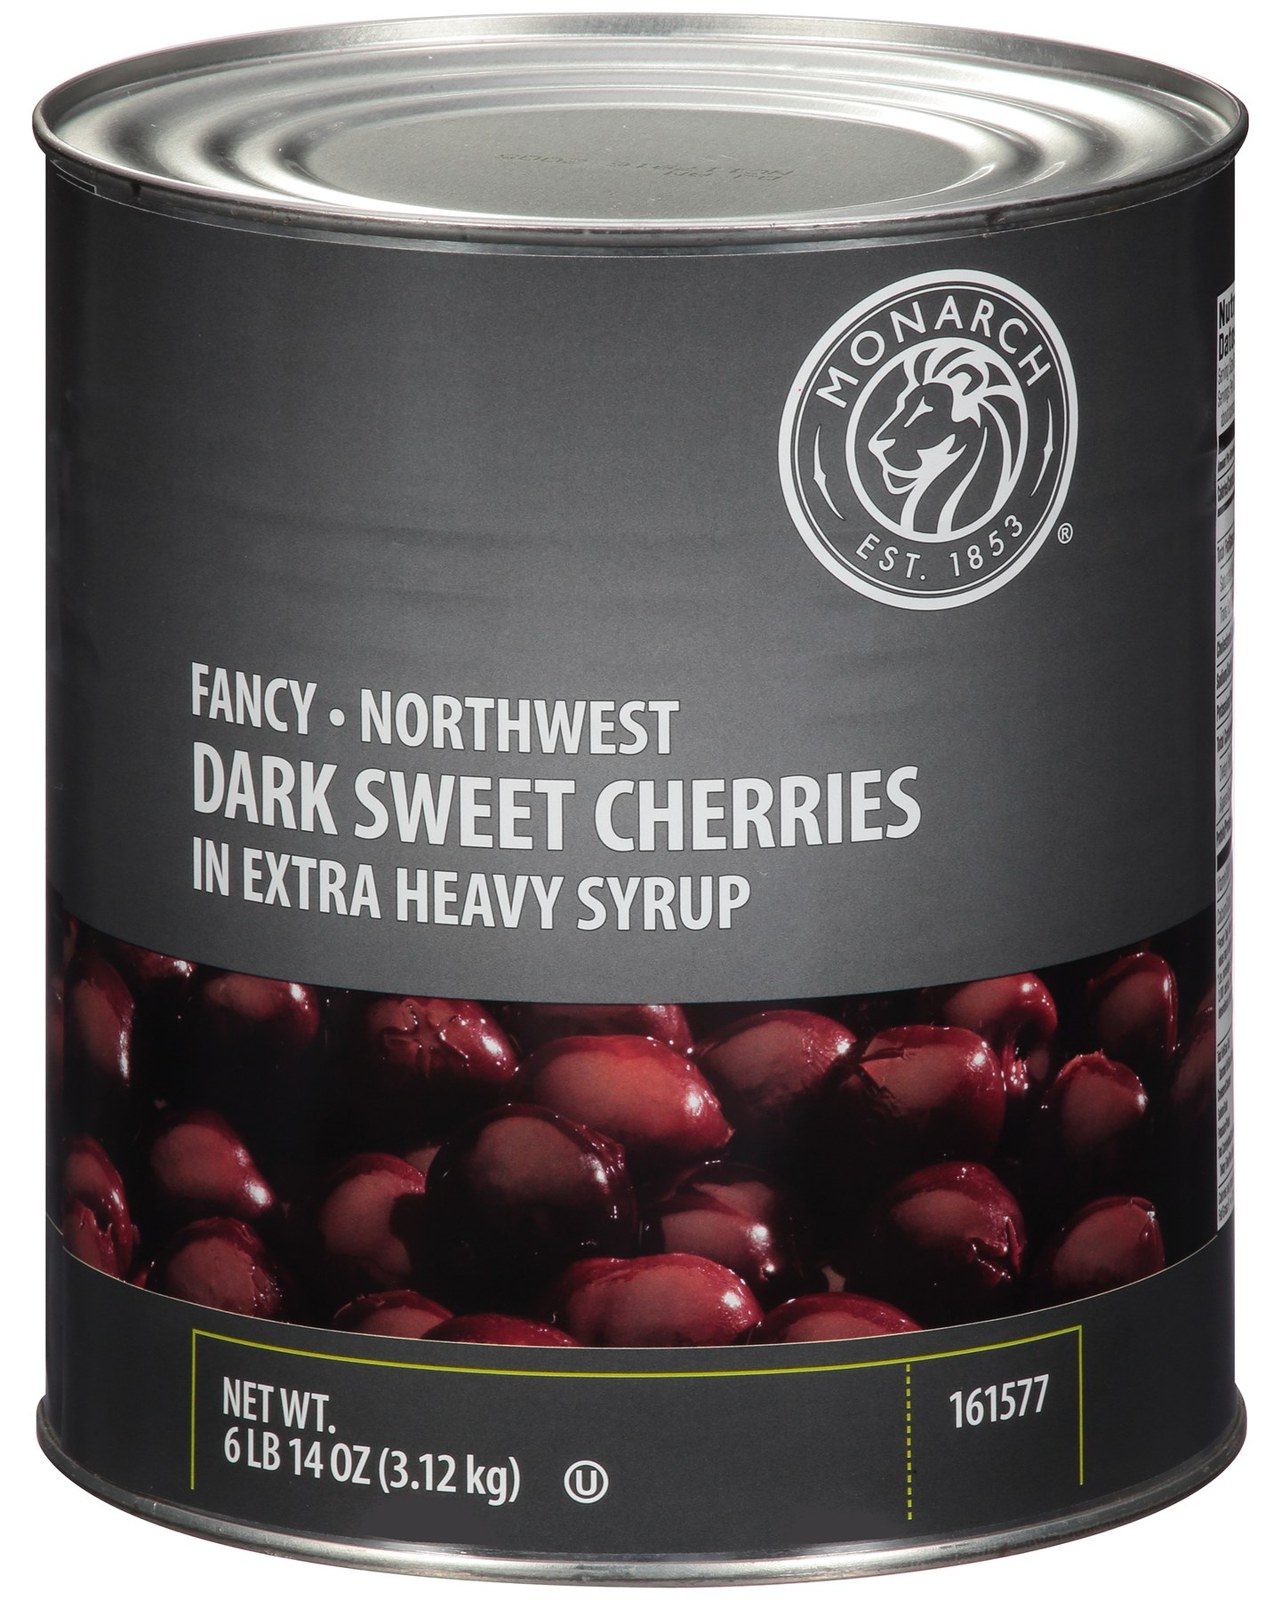 MONARCH
EST. 1853
®
FANCY • NORTHWEST
DARK SWEET CHERRIES
IN EXTRA HEAVY SYRUP
NET WT.
6 LB 14 OZ (3.12 kg)
U
161577